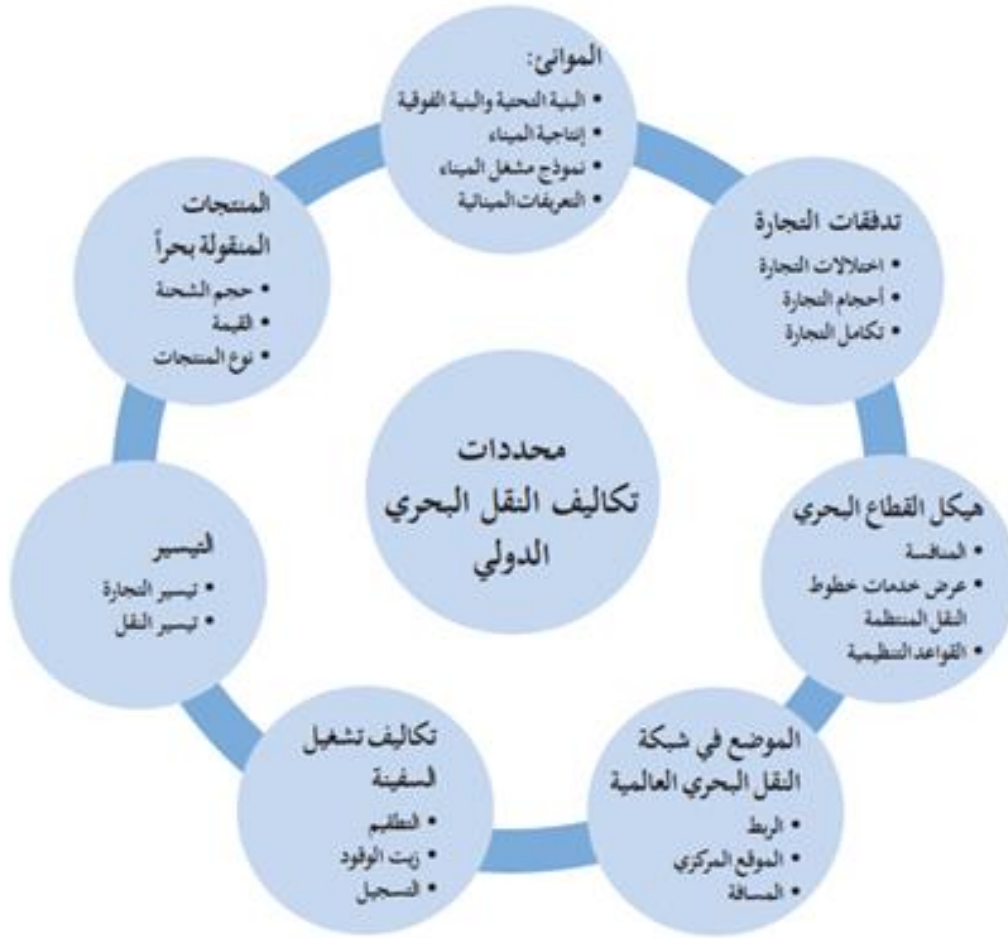 محددات
تكاليف النقل البحري
الدولي
الموانئ:
• البنية التحتية والبنية الفوقية
• إنتاجية الميناء
• نموذج مشغل الميناء
• التعريفات المينائية
تدفقات التجارة
• اختلالات التجارة
• أحجام التجارة
• تكامل التجارة
هيكل القطاع البحري
• المنافسة
• عرض خدمات خطوط
النقل المنتظمة
• القواعد التنظيمية
الموضع في شبكة
النقل البحري العالمية
• الربط
• الموقع المركزي
• المسافة
تكاليف تشغيل
السفينة
• التطقيم
• زيت الوقود
• التسجيل
التيسير
• تيسير التجارة
• تيسير النقل
المنتجات
المنقولة بحراً
• حجم الشحنة
• القيمة
• نوع المنتجات